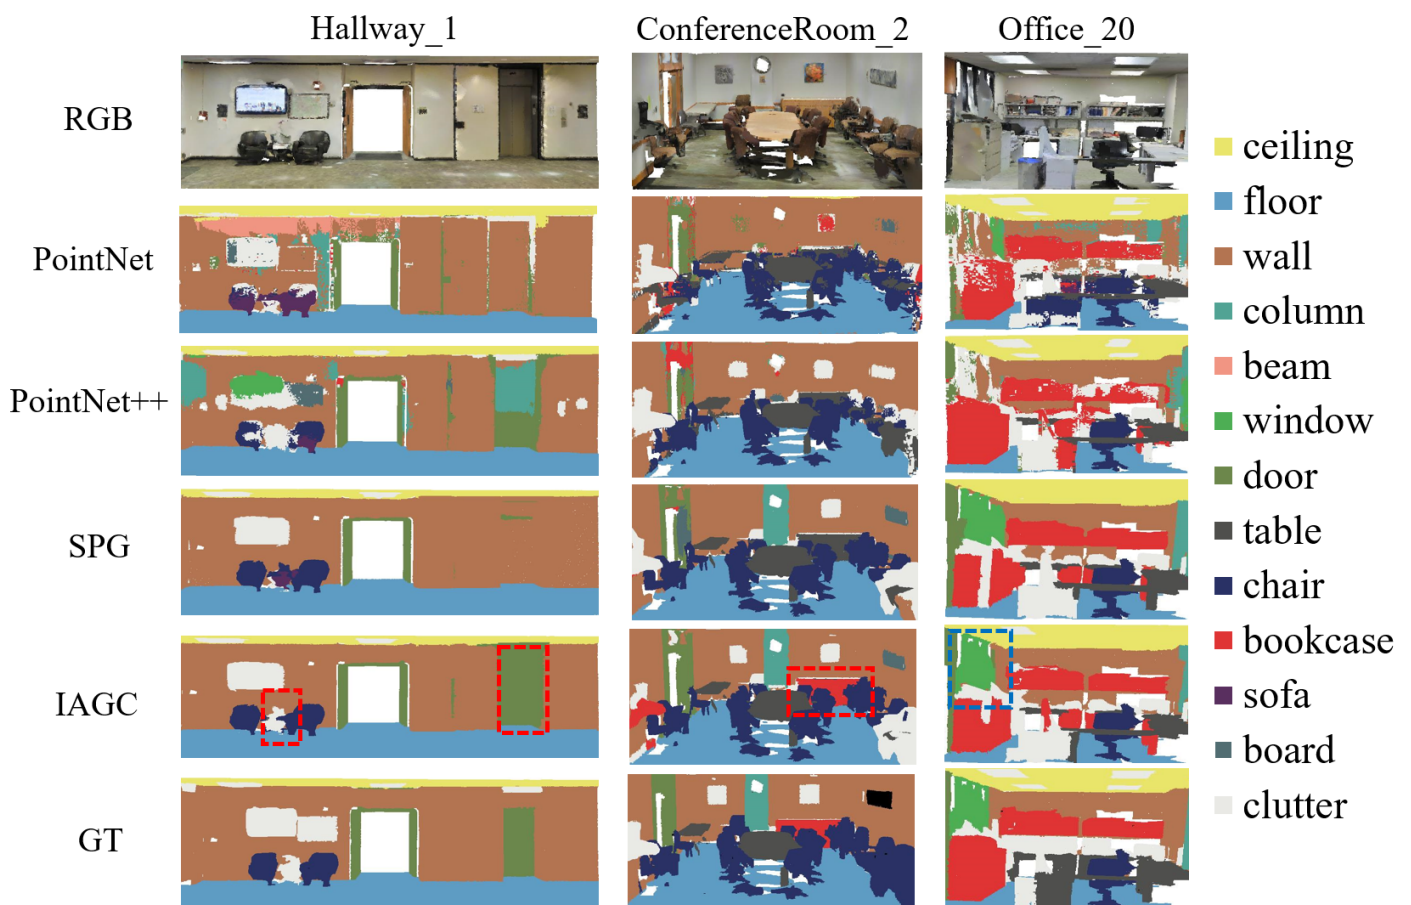 Hallway_1
ConferenceRoom_2
Office_20
RGB
PointNet
PointNet++
SPG
IAGC
GT
ceiling
floor
wall
column
beam
window
door
table
chair
bookcase
sofa
board
clutter